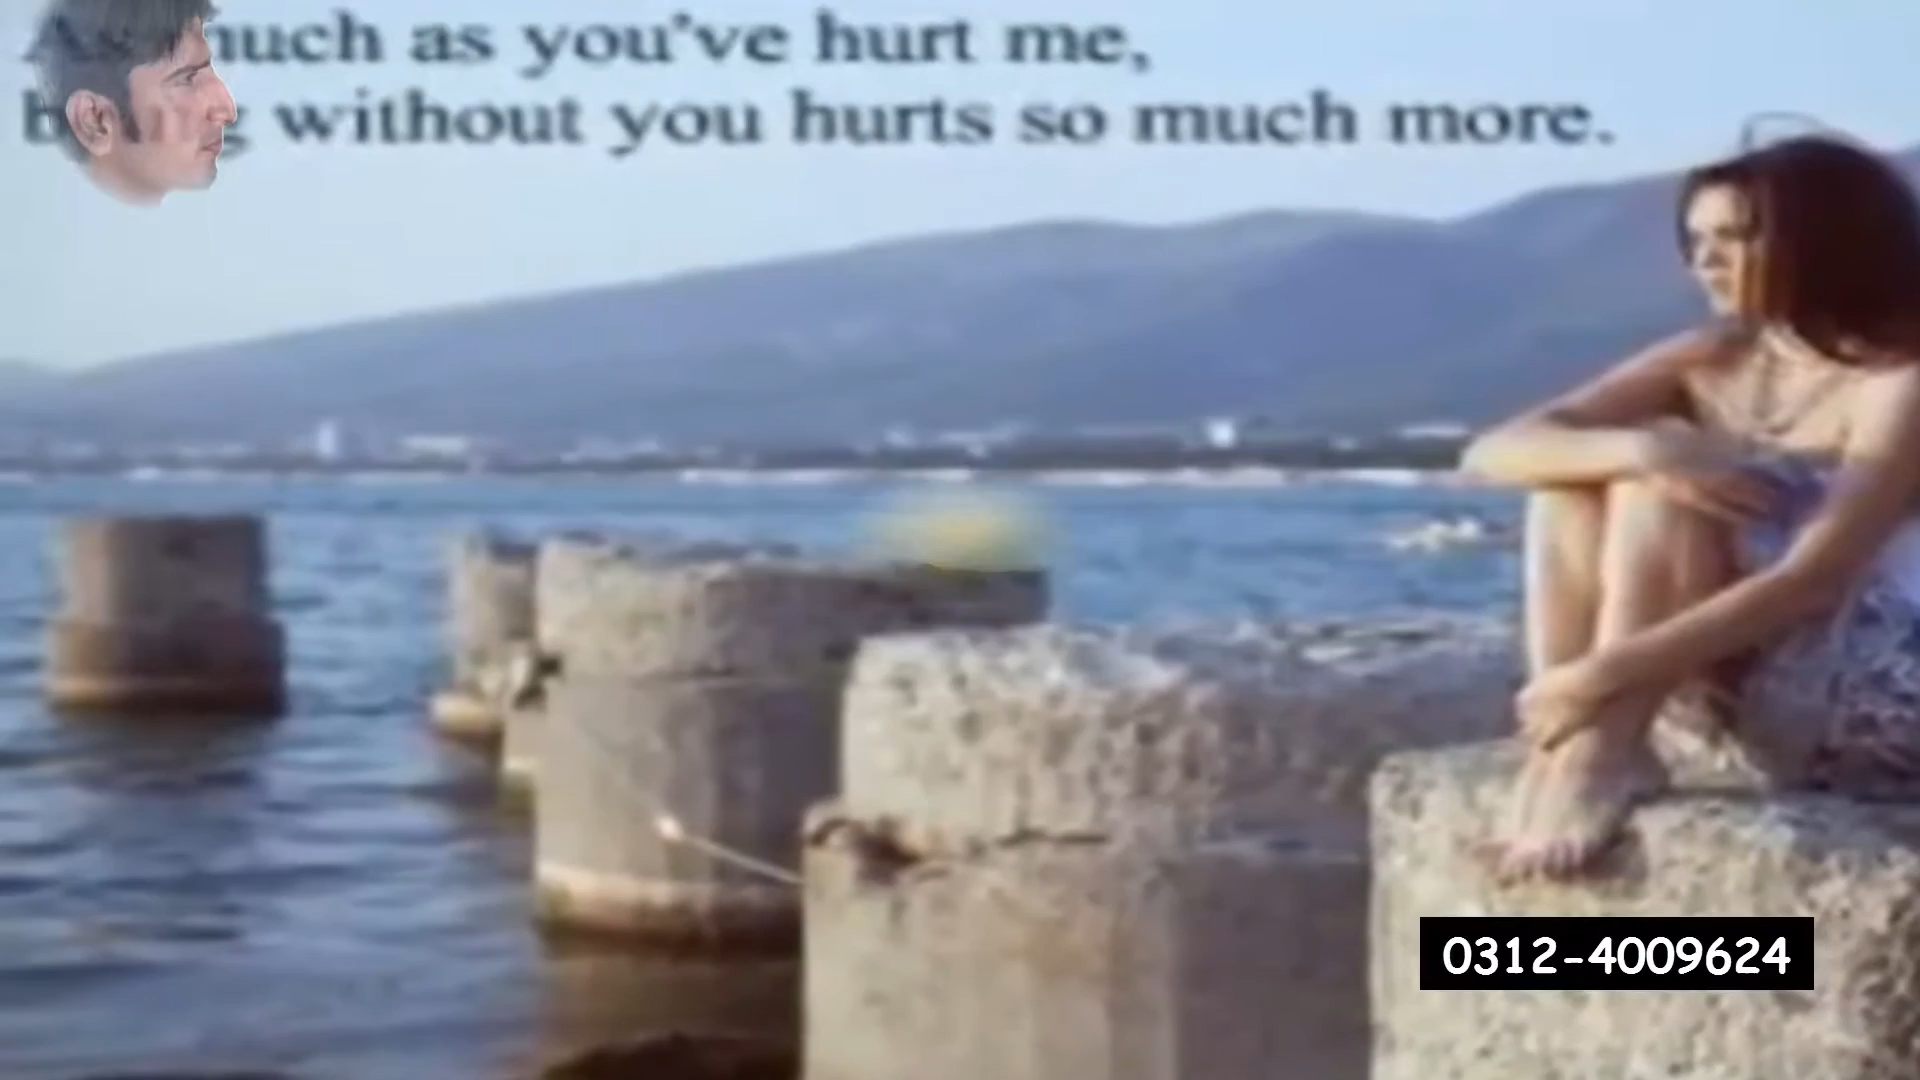 much as you've hurt me,
without you hurts so much more.
0312-4009624